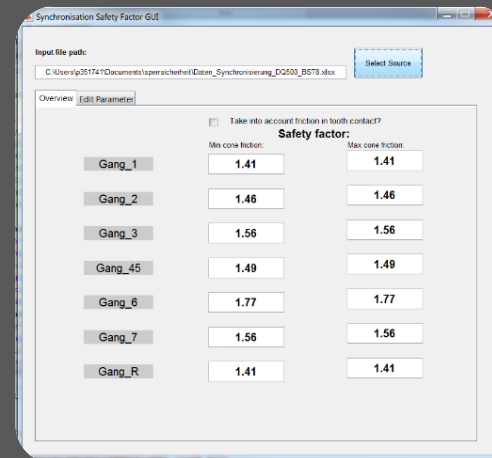 Synchronisation Safety Factor GUI
Input file path:
C:\Users\p351741\Documents\sperrsicherheit\Daten_Synchronisierung_DQ500_BST8.xlsx
Select Source
Overview Edit Parameter
Take into account friction in tooth contact?
Safety factor:
Min cone friction: Max cone friction:
Gang_1 1.41 1.41
Gang_2 1.46 1.46
Gang_3 1.56 1.56
Gang_45 1.49 1.49
Gang_6 1.77 1.77
Gang_7 1.56 1.56
Gang_R 1.41 1.41